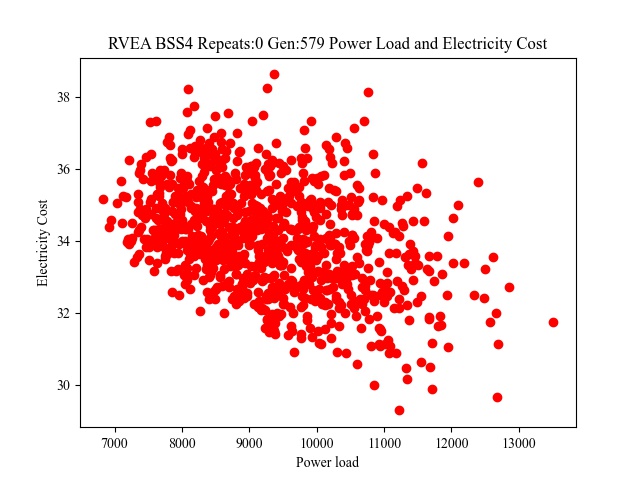 RVEA BSS4 Repeats:0 Gen:579 Power Load and Electricity Cost
38
36
34
32
30
Electricity Cost
7000 8000 9000 10000 11000 12000 13000
Power load